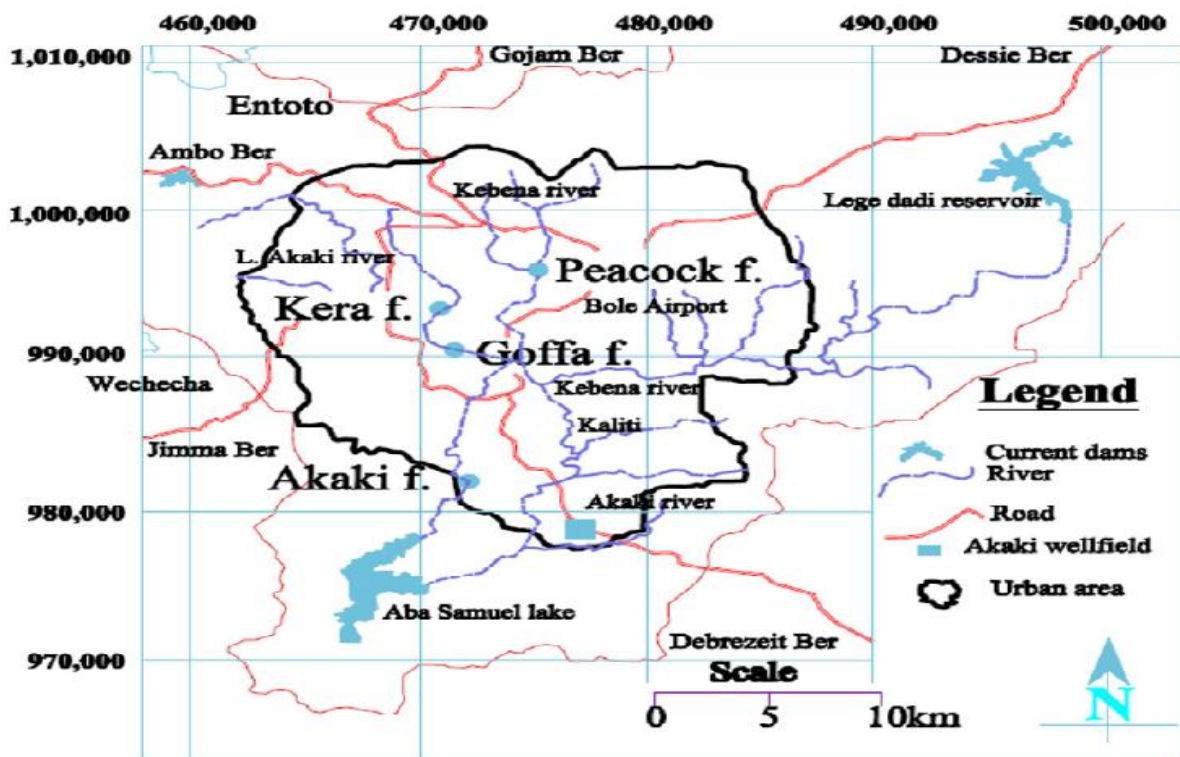 460,000 470,000 480,000 490,000 500,000
1,010,000
Gojam Ber
Dessie Ber
Entoto
Ambo Ber
Kebena river
1,000,000
Lege dadi reservoir
L. Akaki river
Peacock f.
Kera f.
Bole Airport
990,000
Goffa f.
Wechecha
Kebena river
Legend
Kaliti
Jimma Ber
Current dams
Akaki f.
River
980,000
Akaki river
Road
Akaki wellfield
Urban area
Aba Samuel lake
970,000
Debrezeit Ber
Scale
0 5 10km
N